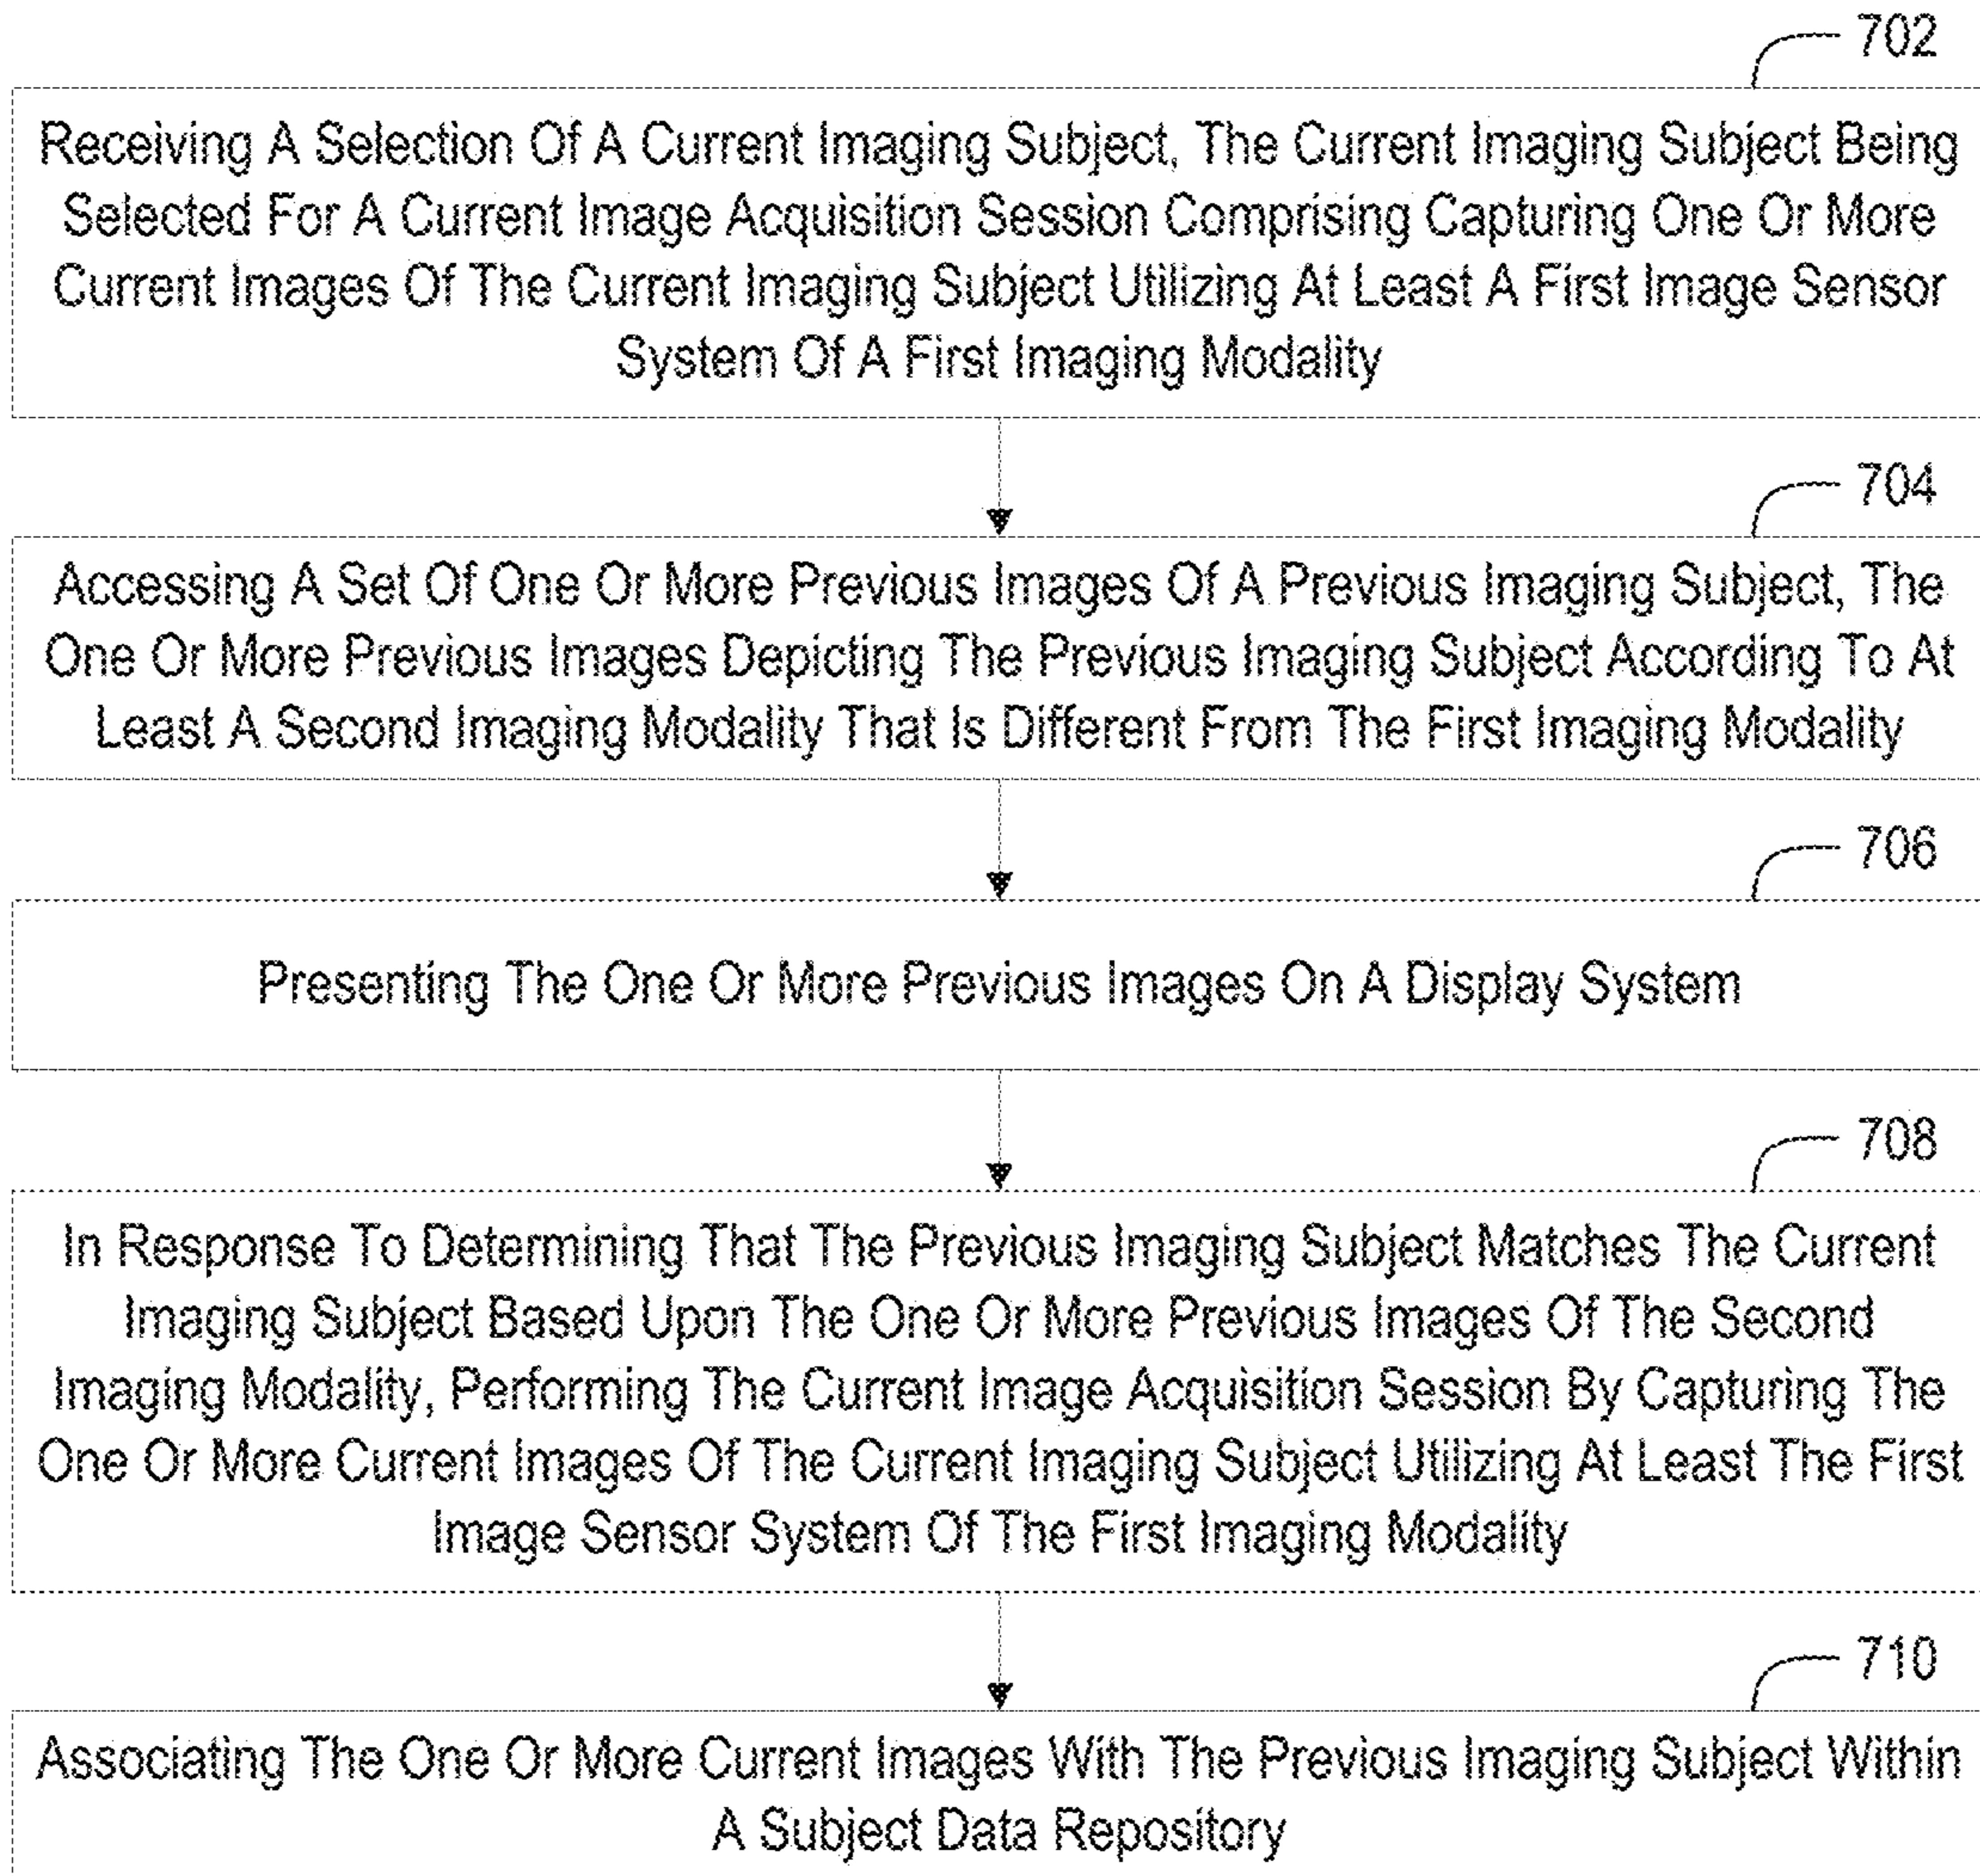 702
Receiving A Selection Of A Current Imaging Subject, The Current Imaging Subject Being
Selected For A Current Image Acquisition Session Comprising Capturing One Or More
Current Images Of The Current Imaging Subject Utilizing At Least A First Image Sensor
System Of A First Imaging Modality
704
Accessing A Set Of One Or More Previous Images Of A Previous Imaging Subject, The
One Or More Previous Images Depicting The Previous Imaging Subject According To At
Least A Second Imaging Modality That Is Different From The First Imaging Modality
706
Presenting The One Or More Previous Images On A Display System
708
In Response To Determining That The Previous Imaging Subject Matches The Current
Imaging Subject Based Upon The One Or More Previous Images Of The Second
Imaging Modality, Performing The Current Image Acquisition Session By Capturing The
One Or More Current Images Of The Current Imaging Subject Utilizing At Least The First
Image Sensor System Of The First Imaging Modality
710
Associating The One Or More Current Images With The Previous Imaging Subject Within
A Subject Data Repository